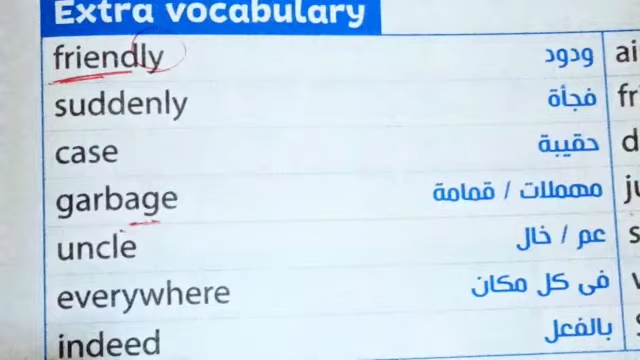 Extra vocabulary
friendly ودود
suddenly فجأة
case حقيبة
garbage مهملات / قمامة
uncle عم / خال
everywhere فى كل مكان
indeed بالفعل